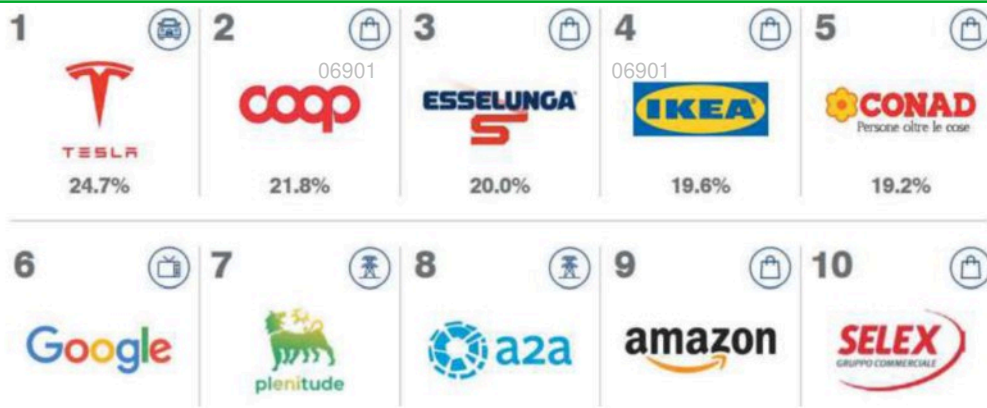 1 2 3 4 5
06901 06901
TESLA coop ESSELUNGA S IKEA CONAD
Persone oltre le cose
24.7% 21.8% 20.0% 19.6% 19.2%
6 7 8 9 10
Google plenitude a2a amazon SELEX
GRUPPO COMMERCIALE